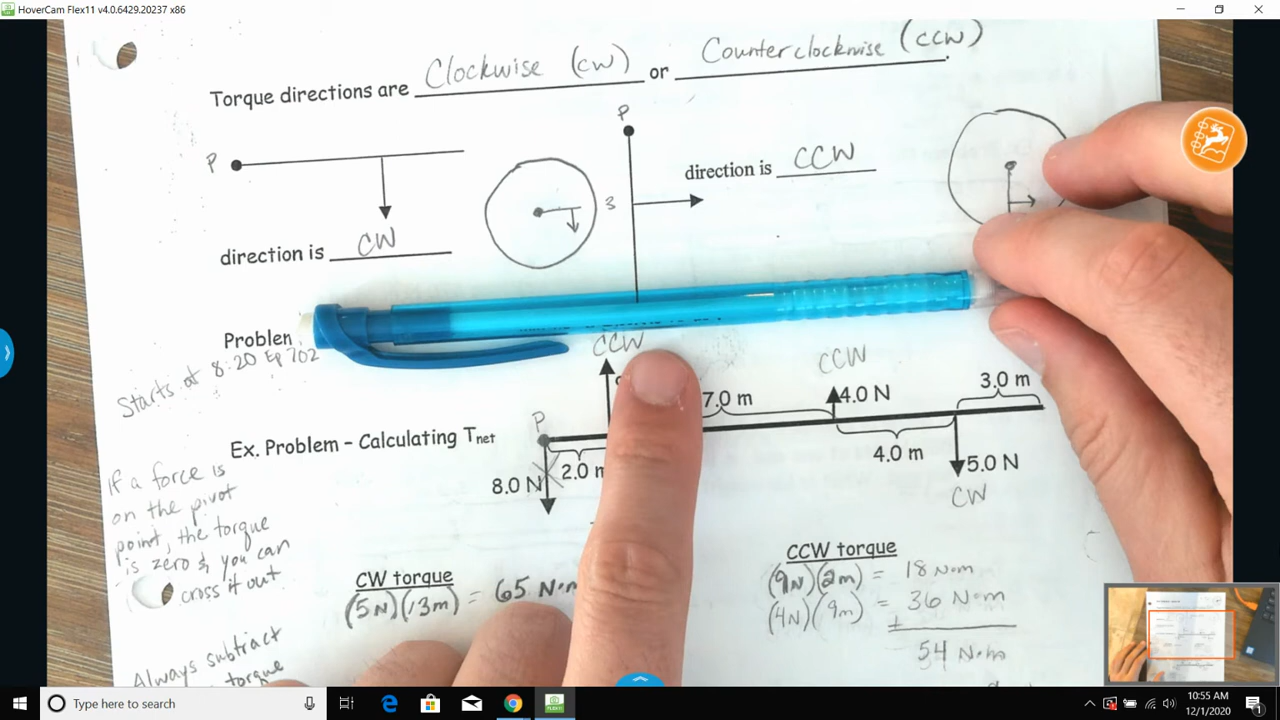 HoverCam Flex11 v4.0.6429.20237 x86
Torque directions are Clockwise (CW) or Counterclockwise (CCW).
P
P
3
direction is CCW
direction is CW
Problem
Starts at 8:20 Ep 702
CCW
CCW
7.0 m
4.0 N
3.0 m
P
Ex. Problem – Calculating Tnet
8.0 N
2.0 m
4.0 m
5.0 N
CW
if a force is
on the pivot
point, the torque
is zero & you can
cross it out
CW torque
(5N)(13m) = 65 N·m
CCW torque
(9N)(2m) = 18 N·m
(4N)(9m) = 36 N·m
+
54 N·m
Always subtract
torque
Type here to search
FLEX11
10:55 AM
12/1/2020
1